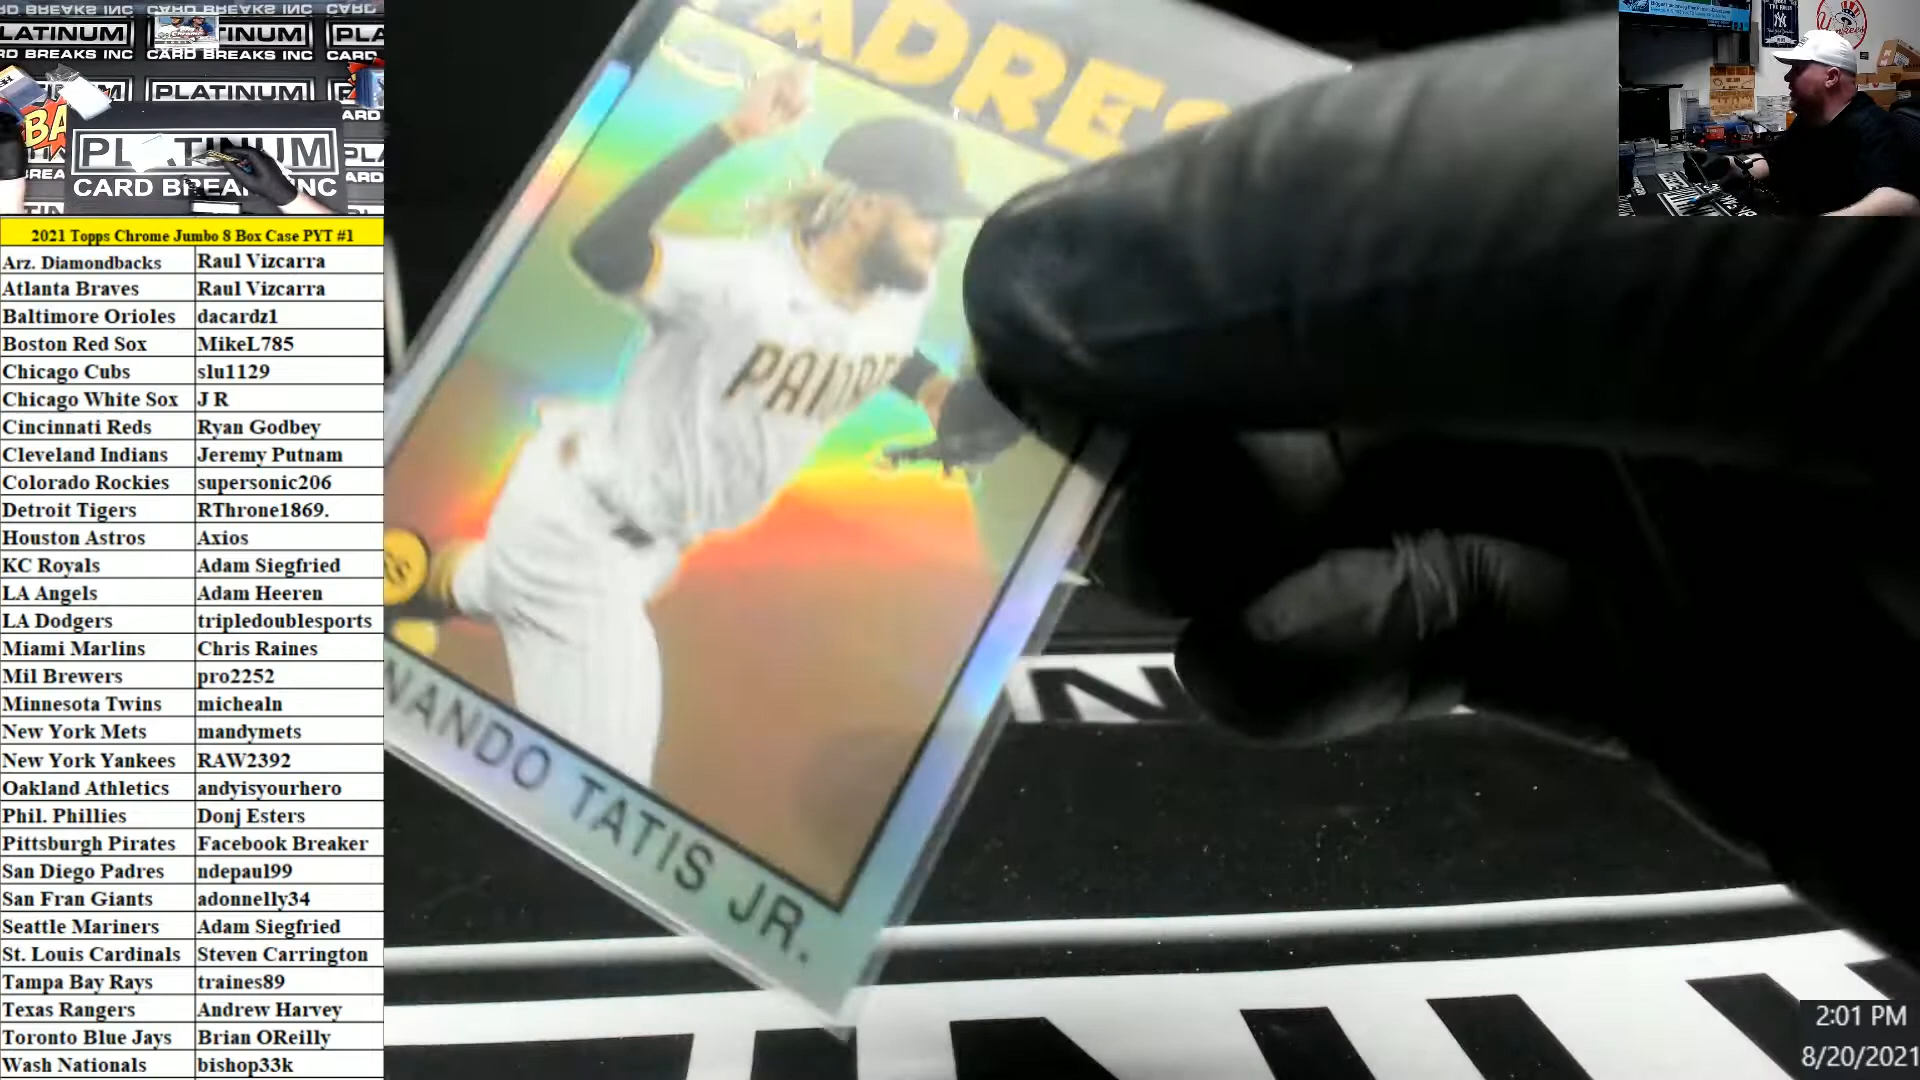 PLATINUM
CARD BREAKS INC
PLATINUM
CARD BREAKS INC
2021 Topps Chrome Jumbo 8 Box Case PYT #1
Arz. Diamondbacks Raul Vizcarra
Atlanta Braves Raul Vizcarra
Baltimore Orioles dacardz1
Boston Red Sox MikeL785
Chicago Cubs slu1129
Chicago White Sox J R
Cincinnati Reds Ryan Godbey
Cleveland Indians Jeremy Putnam
Colorado Rockies supersonic206
Detroit Tigers RThrone1869.
Houston Astros Axios
KC Royals Adam Siegfried
LA Angels Adam Heeren
LA Dodgers tripledoublesports
Miami Marlins Chris Raines
Mil Brewers pro2252
Minnesota Twins michealn
New York Mets mandymets
New York Yankees RAW2392
Oakland Athletics andyisyourhero
Phil. Phillies Donj Esters
Pittsburgh Pirates Facebook Breaker
San Diego Padres ndepaul99
San Fran Giants adonnelly34
Seattle Mariners Adam Siegfried
St. Louis Cardinals Steven Carrington
Tampa Bay Rays traines89
Texas Rangers Andrew Harvey
Toronto Blue Jays Brian OReilly
Wash Nationals bishop33k
ADRES
PADRE
NANDO TATIS JR.
2:01 PM
8/20/2021